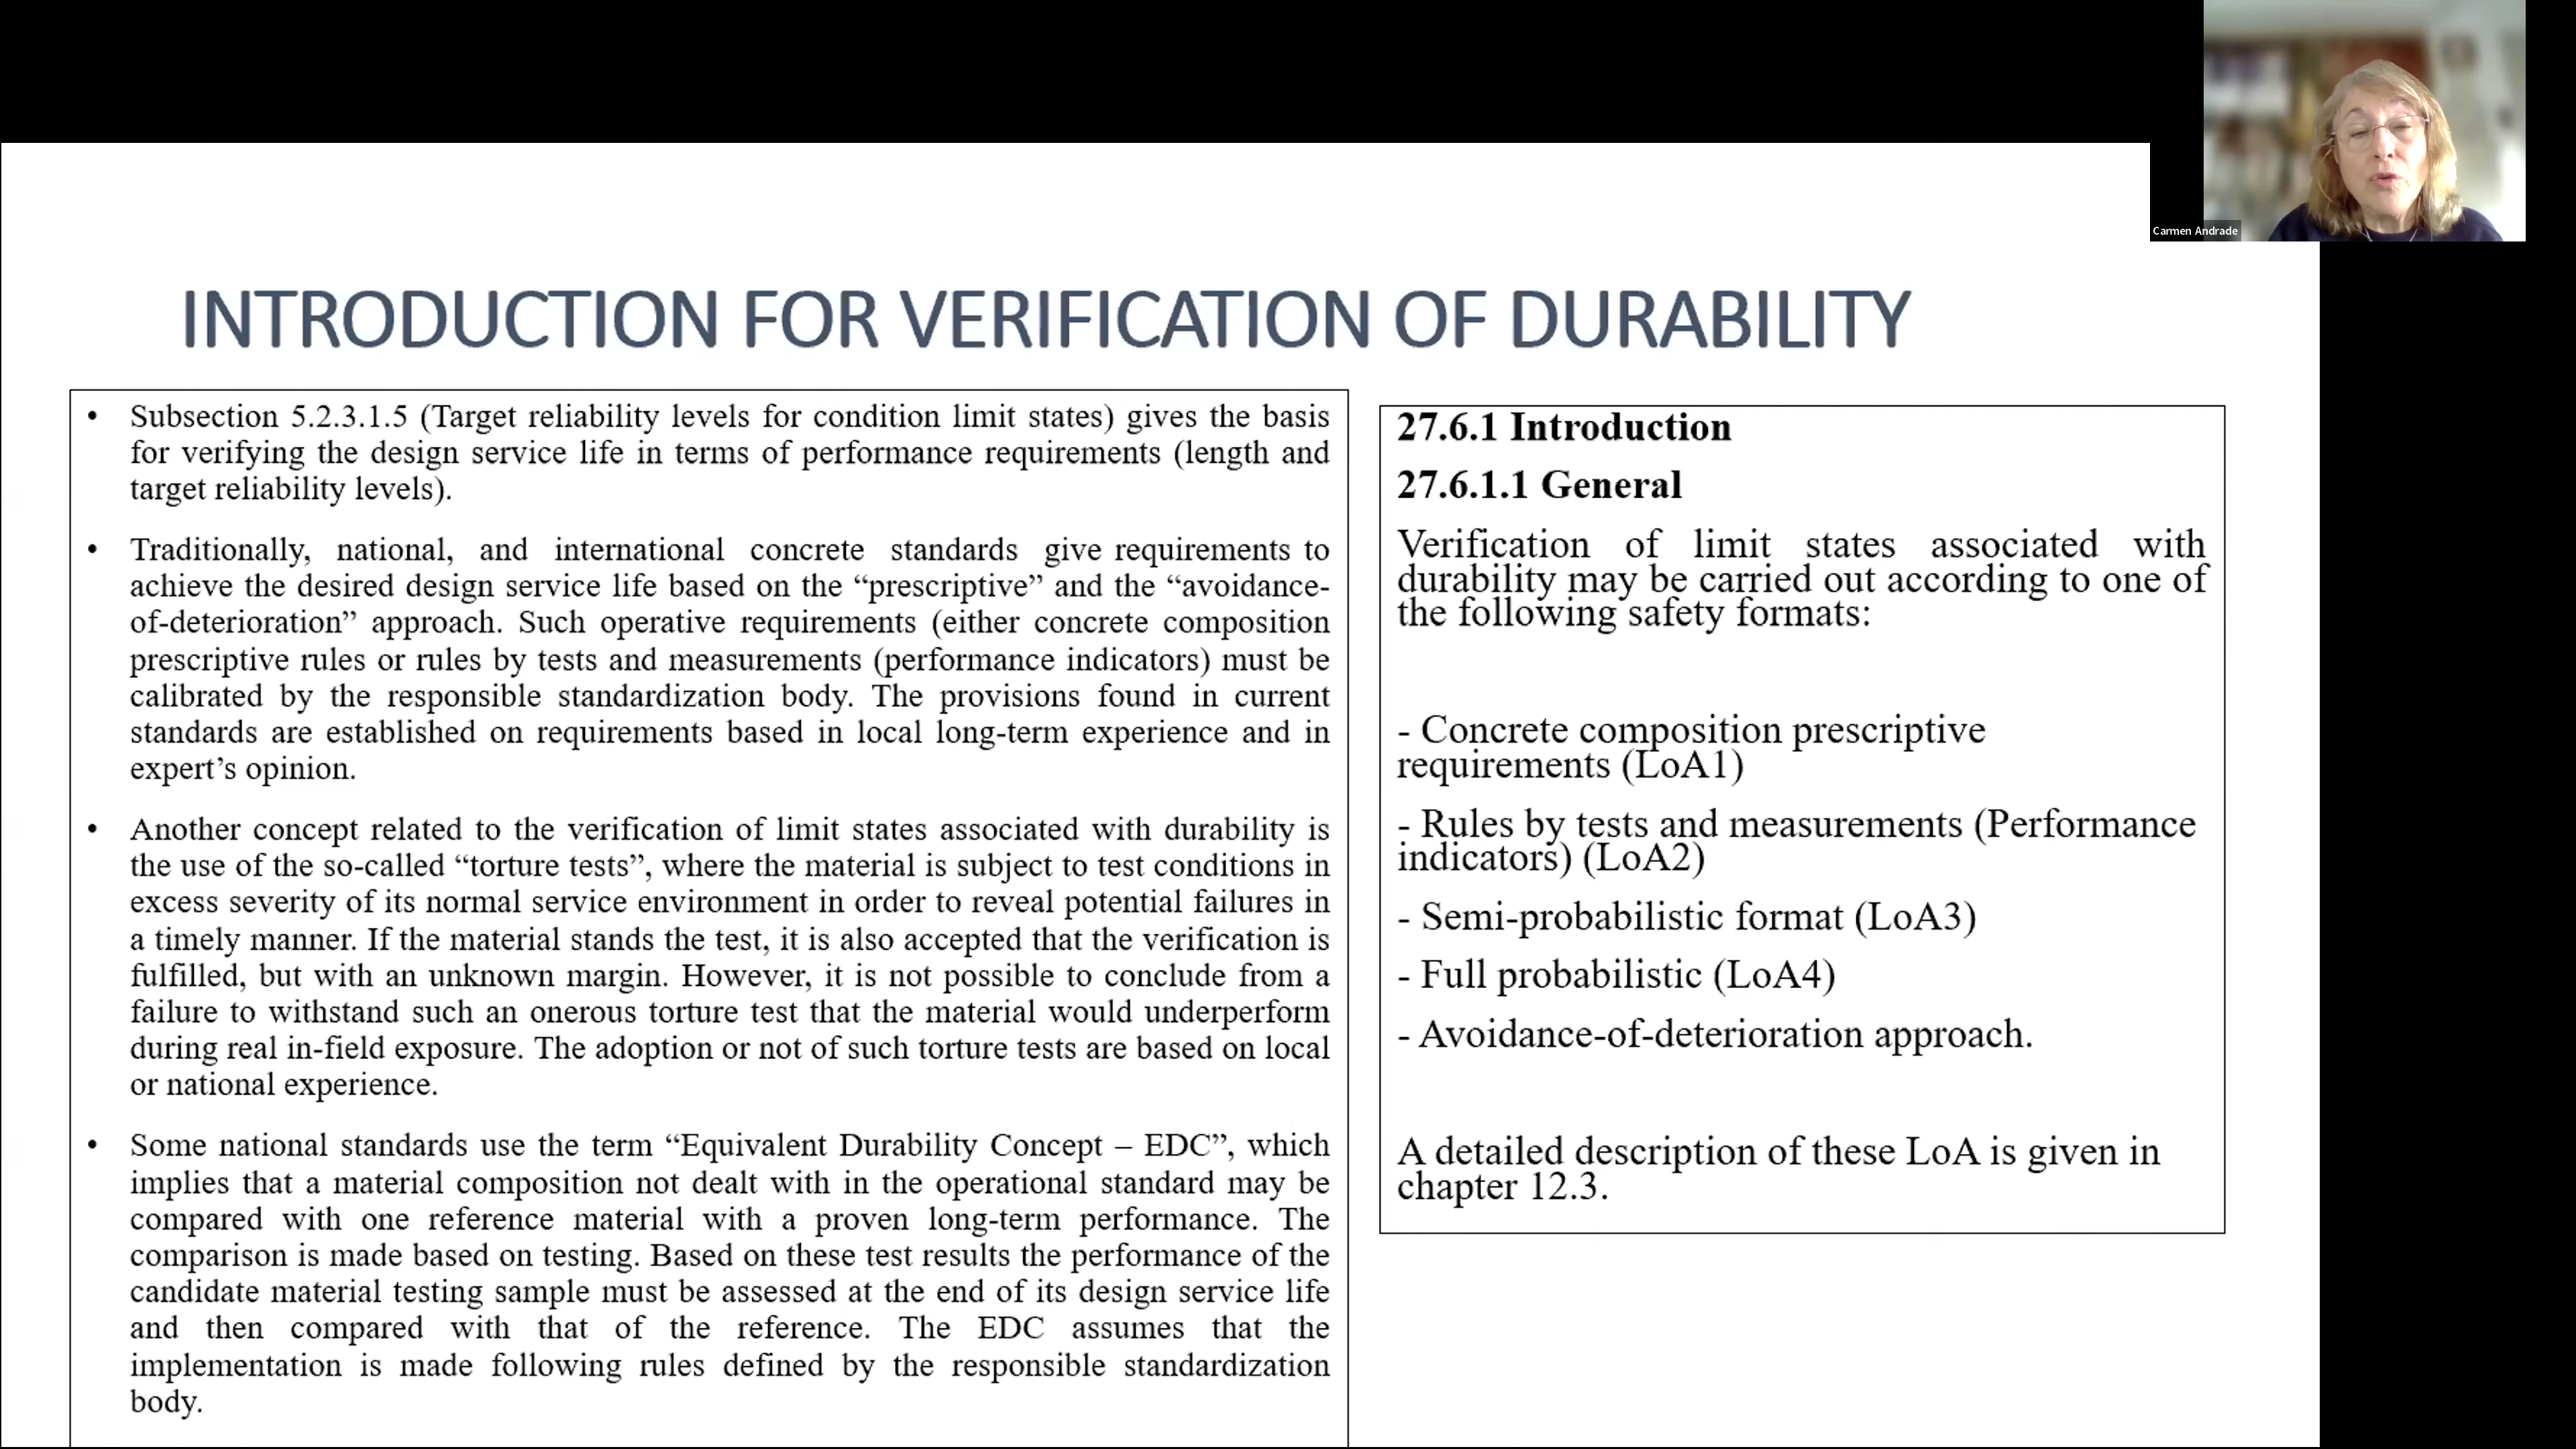 Carmen Andrade
INTRODUCTION FOR VERIFICATION OF DURABILITY
• Subsection 5.2.3.1.5 (Target reliability levels for condition limit states) gives the basis
for verifying the design service life in terms of performance requirements (length and
target reliability levels).
• Traditionally, national, and international concrete standards give requirements to
achieve the desired design service life based on the “prescriptive” and the “avoidance-
of-deterioration” approach. Such operative requirements (either concrete composition
prescriptive rules or rules by tests and measurements (performance indicators) must be
calibrated by the responsible standardization body. The provisions found in current
standards are established on requirements based in local long-term experience and in
expert’s opinion.
• Another concept related to the verification of limit states associated with durability is
the use of the so-called “torture tests”, where the material is subject to test conditions in
excess severity of its normal service environment in order to reveal potential failures in
a timely manner. If the material stands the test, it is also accepted that the verification is
fulfilled, but with an unknown margin. However, it is not possible to conclude from a
failure to withstand such an onerous torture test that the material would underperform
during real in-field exposure. The adoption or not of such torture tests are based on local
or national experience.
• Some national standards use the term “Equivalent Durability Concept – EDC”, which
implies that a material composition not dealt with in the operational standard may be
compared with one reference material with a proven long-term performance. The
comparison is made based on testing. Based on these test results the performance of the
candidate material testing sample must be assessed at the end of its design service life
and then compared with that of the reference. The EDC assumes that the
implementation is made following rules defined by the responsible standardization
body.
27.6.1 Introduction
27.6.1.1 General
Verification of limit states associated with
durability may be carried out according to one of
the following safety formats:
- Concrete composition prescriptive
requirements (LoA1)
- Rules by tests and measurements (Performance
indicators) (LoA2)
- Semi-probabilistic format (LoA3)
- Full probabilistic (LoA4)
- Avoidance-of-deterioration approach.
A detailed description of these LoA is given in
chapter 12.3.